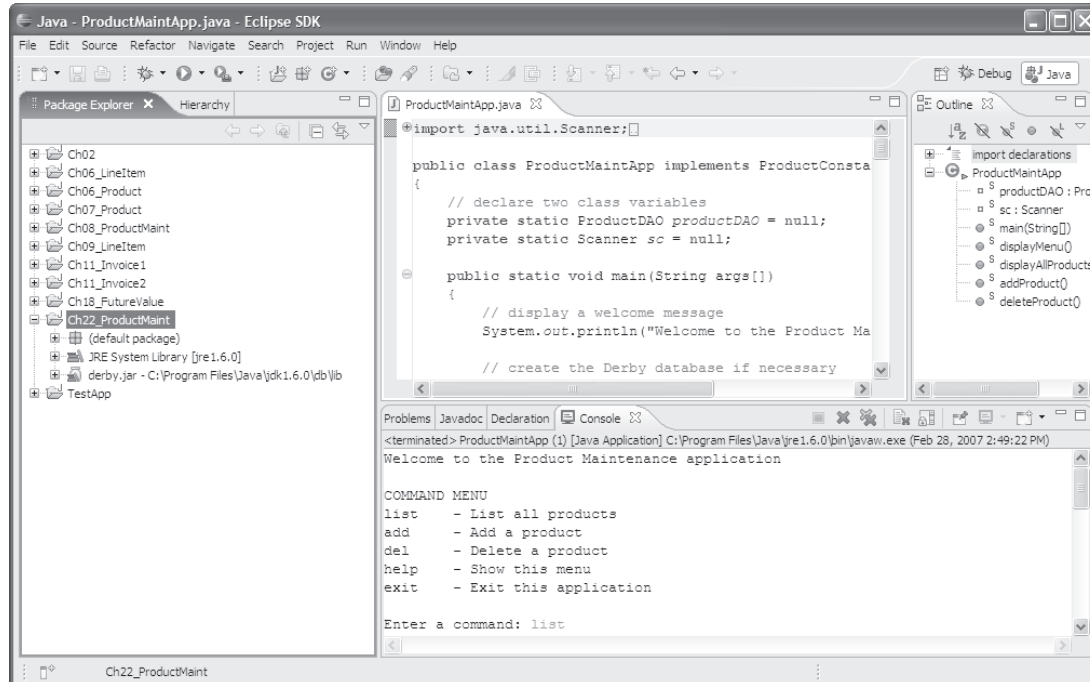 Java - ProductMaintApp.java - Eclipse SDK
File Edit Source Refactor Navigate Search Project Run Window Help
Debug Java
Package Explorer Hierarchy
Ch02
Ch06_LineItem
Ch06_Product
Ch07_Product
Ch08_ProductMaint
Ch09_LineItem
Ch11_Invoice1
Ch11_Invoice2
Ch18_FutureValue
Ch22_ProductMaint
(default package)
JRE System Library [jre1.6.0]
derby.jar - C:\Program Files\Java\jdk1.6.0\db\lib
TestApp
ProductMaintApp.java
import java.util.Scanner;
public class ProductMaintApp implements ProductConsta
{
// declare two class variables
private static ProductDAO productDAO = null;
private static Scanner sc = null;
public static void main(String args[])
{
// display a welcome message
System.out.println("Welcome to the Product Ma
// create the Derby database if necessary
Outline
import declarations
ProductMaintApp
productDAO : Pro
sc : Scanner
main(String[])
displayMenu()
displayAllProducts
addProduct()
deleteProduct()
Problems Javadoc Declaration Console
<terminated> ProductMaintApp (1) [Java Application] C:\Program Files\Java\jre1.6.0\bin\javaw.exe (Feb 28, 2007 2:49:22 PM)
Welcome to the Product Maintenance application
COMMAND MENU
list - List all products
add - Add a product
del - Delete a product
help - Show this menu
exit - Exit this application
Enter a command: list
Ch22_ProductMaint